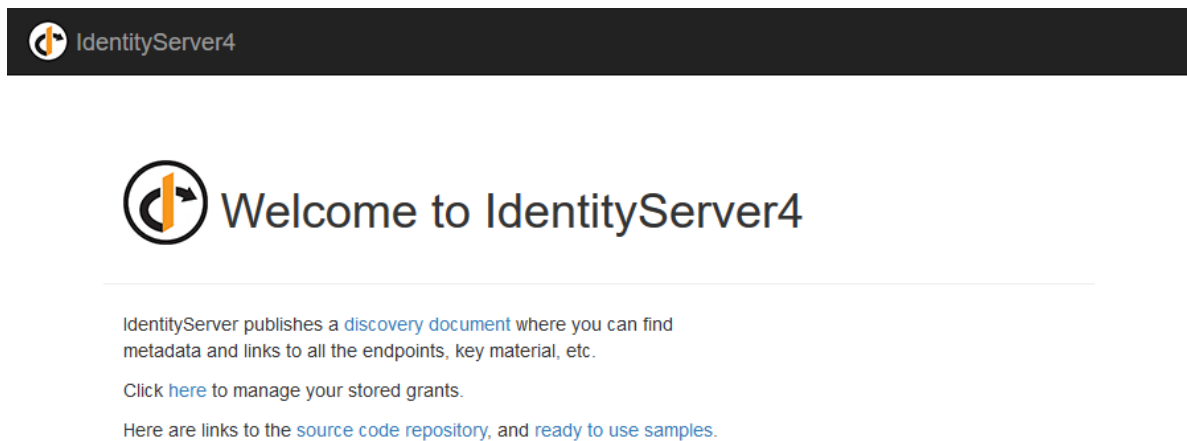 IdentityServer4
Welcome to IdentityServer4
IdentityServer publishes a discovery document where you can find
metadata and links to all the endpoints, key material, etc.
Click here to manage your stored grants.
Here are links to the source code repository, and ready to use samples.